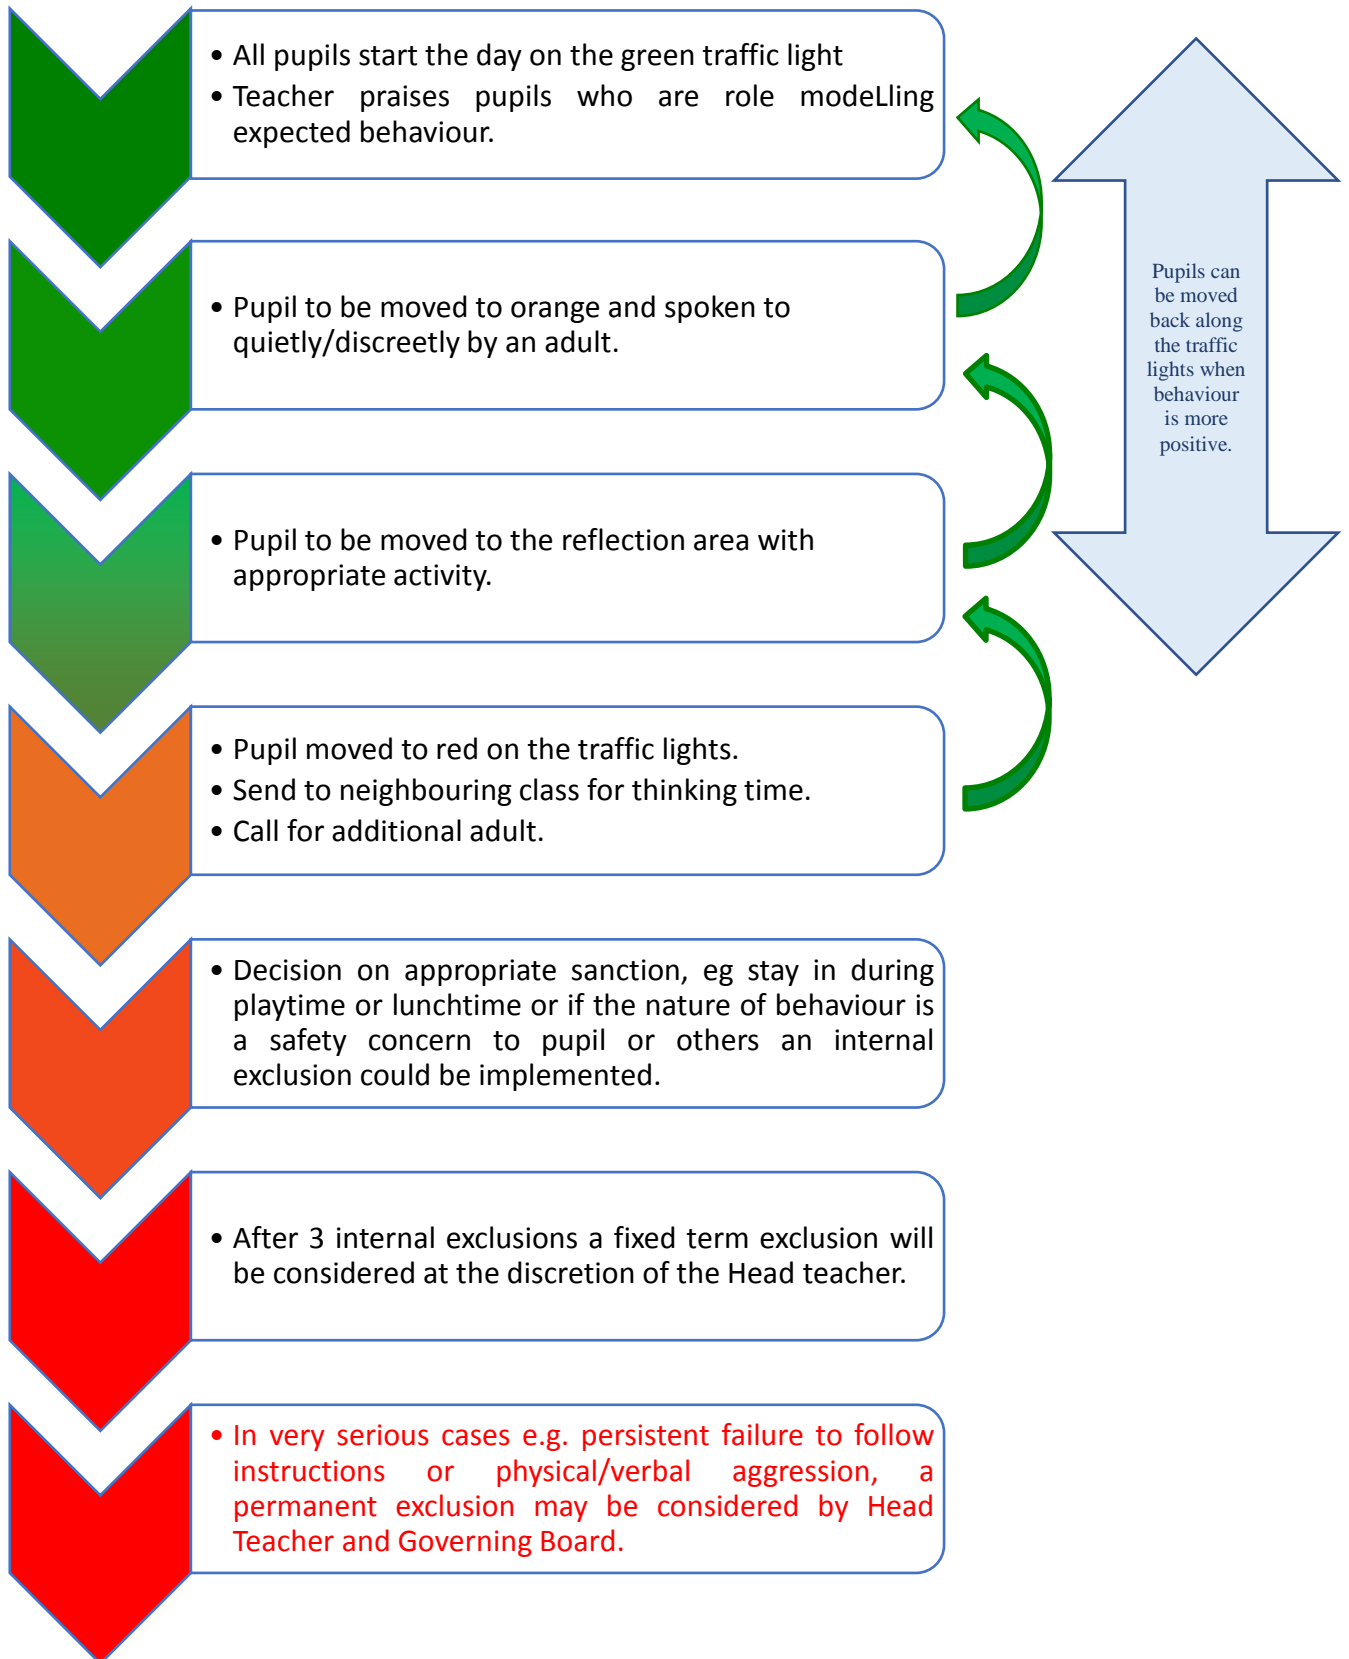 • All pupils start the day on the green traffic light
• Teacher praises pupils who are role modeLling
expected behaviour.
• Pupil to be moved to orange and spoken to
quietly/discreetly by an adult.
• Pupil to be moved to the reflection area with
appropriate activity.
• Pupil moved to red on the traffic lights.
• Send to neighbouring class for thinking time.
• Call for additional adult.
• Decision on appropriate sanction, eg stay in during
playtime or lunchtime or if the nature of behaviour is
a safety concern to pupil or others an internal
exclusion could be implemented.
• After 3 internal exclusions a fixed term exclusion will
be considered at the discretion of the Head teacher.
• In very serious cases e.g. persistent failure to follow
instructions or physical/verbal aggression, a
permanent exclusion may be considered by Head
Teacher and Governing Board.
Pupils can
be moved
back along
the traffic
lights when
behaviour
is more
positive.